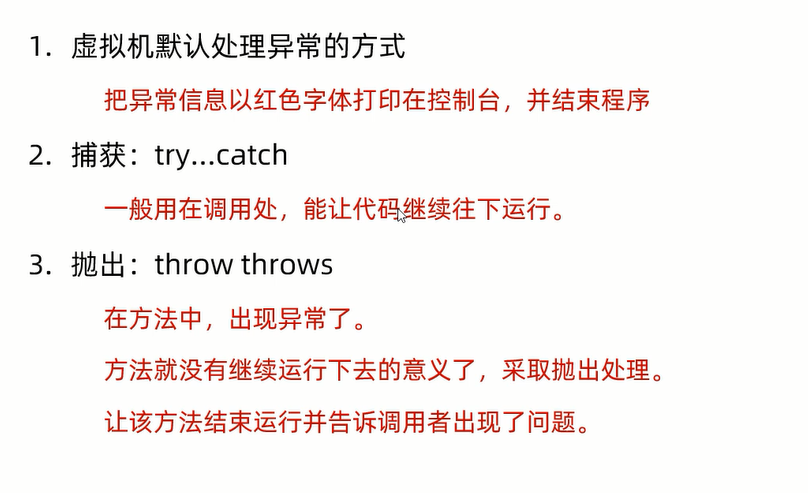 1. 虚拟机默认处理异常的方式
把异常信息以红色字体打印在控制台，并结束程序
2. 捕获：try...catch
一般用在调用处，能让代码继续往下运行。
3. 抛出：throw throws
在方法中，出现异常了。
方法就没有继续运行下去的意义了，采取抛出处理。
让该方法结束运行并告诉调用者出现了问题。